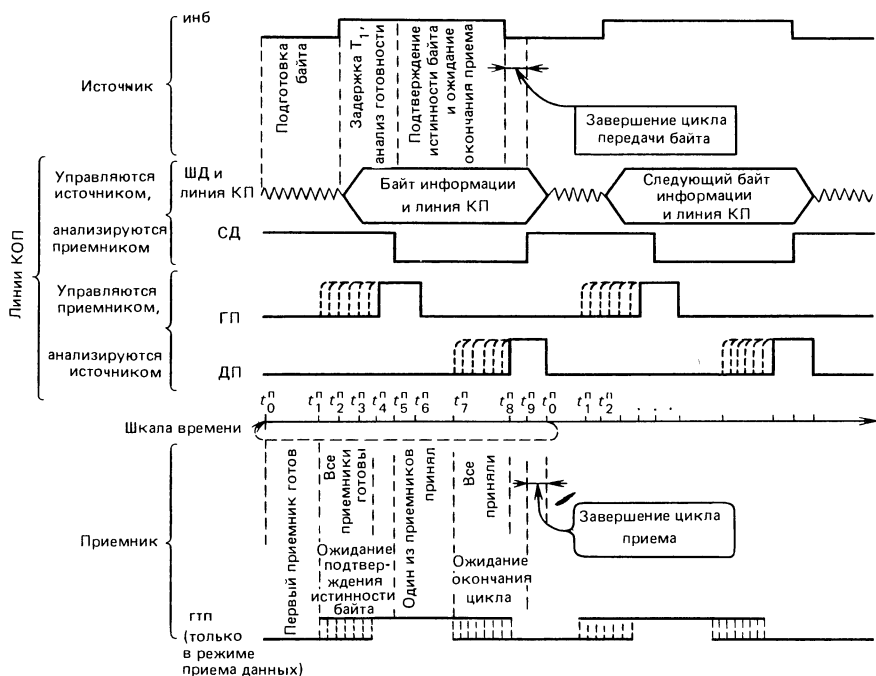 инб
Источник
Подготовка
байта
Задержка T1,
анализ готовности
Подтверждение
истинности байта
и ожидание
окончания приема
Завершение цикла
передачи байта
Линии КОП
Управляются
источником,
анализируются
приемником
ШД и
линия КП
Байт информации
и линия КП
Следующий байт
информации
и линия КП
СД
Управляются
приемником,
анализируются
источником
ГП
ДП
t0п t1п t2п t3п t4п t5п t6п t7п t8п t9п t0п t1п t2п . . .
Шкала времени
Приемник
Первый приемник готов
Все
приемники
готовы
Ожидание
подтвер-
ждения
истинности
байта
Один из приемников
принял
Все
приняли
Ожидание
окончания
цикла
Завершение цикла
приема
гтп
(только
в режиме
приема данных)